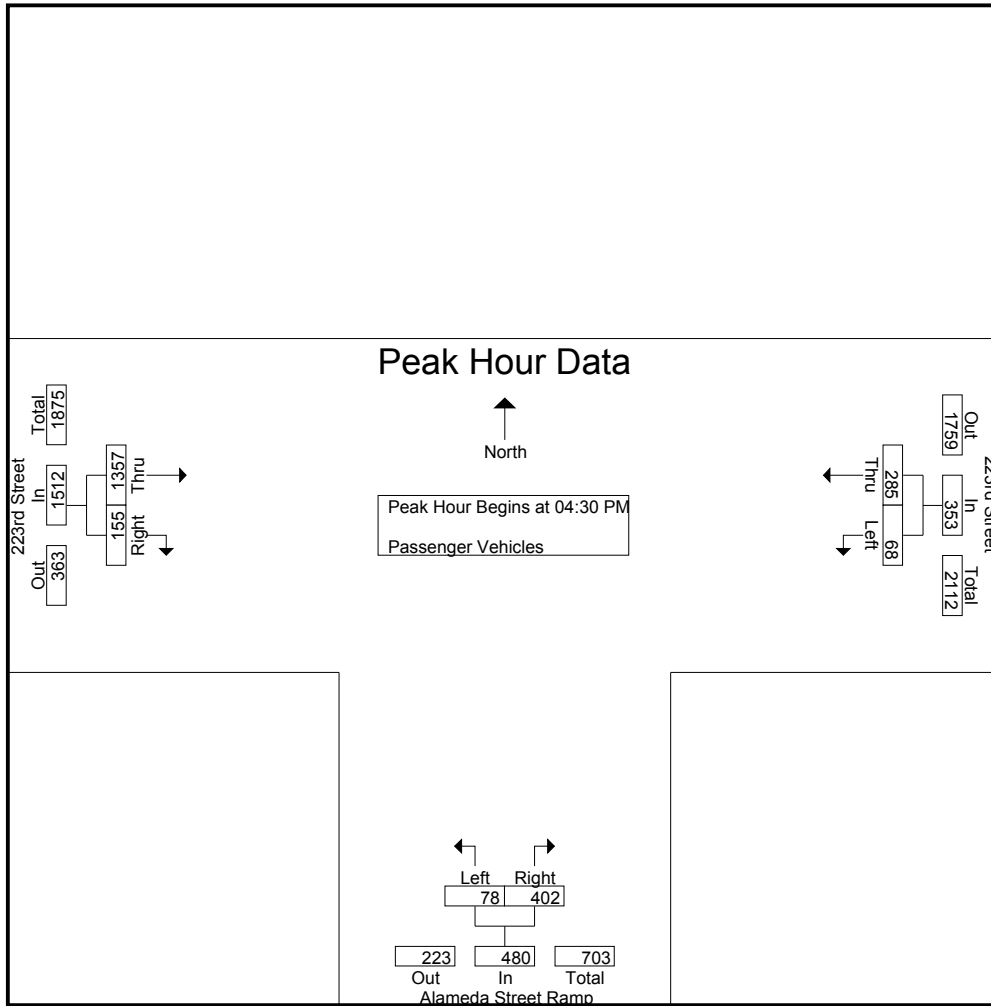 Peak Hour Data
North
Peak Hour Begins at 04:30 PM
Passenger Vehicles
223rd Street
Total
1875
In
1512
Out
363
1357
Thru
155
Right
Out
1759
In
353
Total
2112
223rd Street
285
Thru
68
Left
Left
Right
78
402
223
480
703
Out
In
Total
Alameda Street Ramp